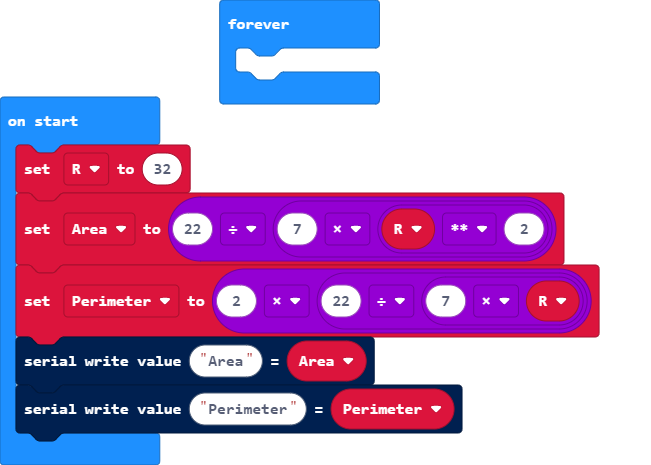 forever
on start
set R to 32
set Area to 22 ÷ 7 × R ** 2
set Perimeter to 2 × 22 ÷ 7 × R
serial write value "Area" = Area
serial write value "Perimeter" = Perimeter